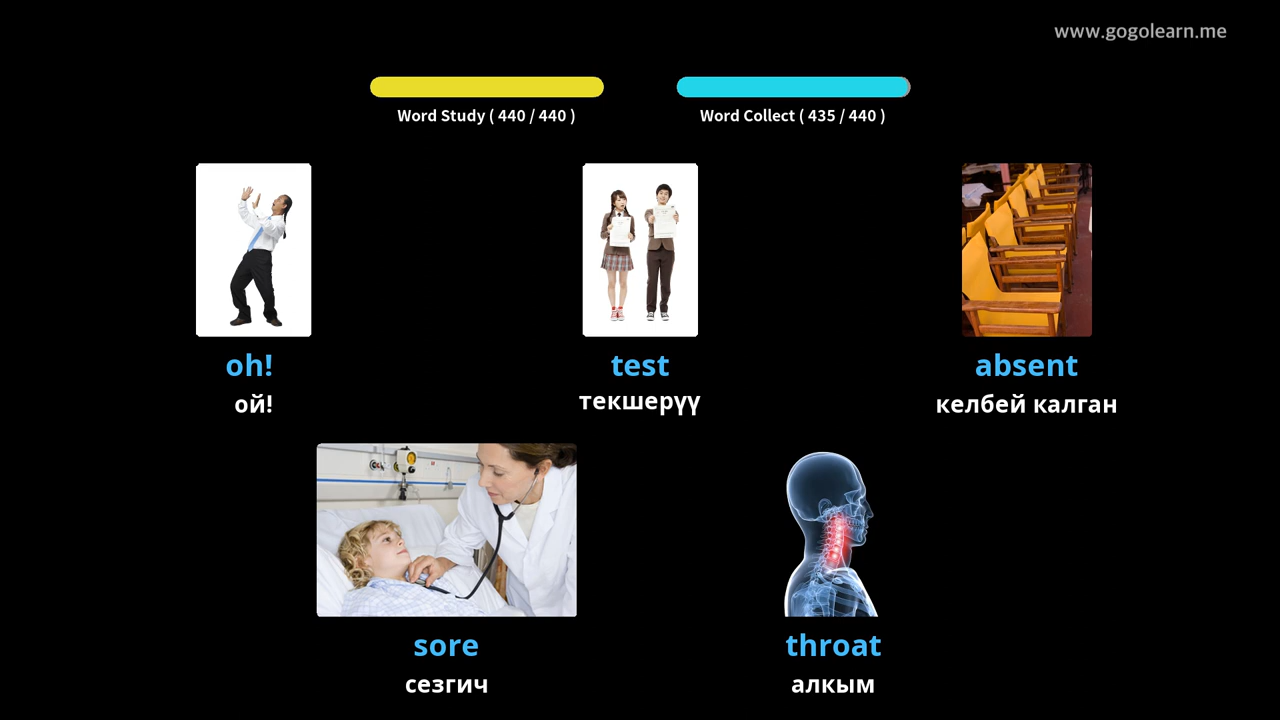 www.gogolearn.me
Word Study ( 440 / 440 )
Word Collect ( 435 / 440 )
oh!
ой!
test
текшерүү
absent
келбей калган
sore
сезгич
throat
алкым